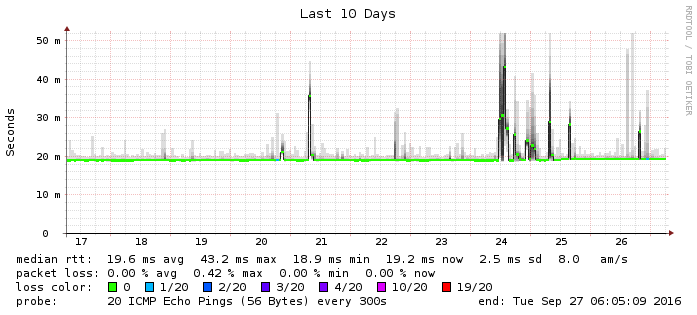 Last 10 Days
RRDTOOL / TOBI OETIKER
Seconds
50 m
40 m
30 m
20 m
10 m
0
17 18 19 20 21 22 23 24 25 26
median rtt: 19.6 ms avg 43.2 ms max 18.9 ms min 19.2 ms now 2.5 ms sd 8.0 am/s
packet loss: 0.00 % avg 0.42 % max 0.00 % min 0.00 % now
loss color: 0 1/20 2/20 3/20 4/20 10/20 19/20
probe: 20 ICMP Echo Pings (56 Bytes) every 300s end: Tue Sep 27 06:05:09 2016